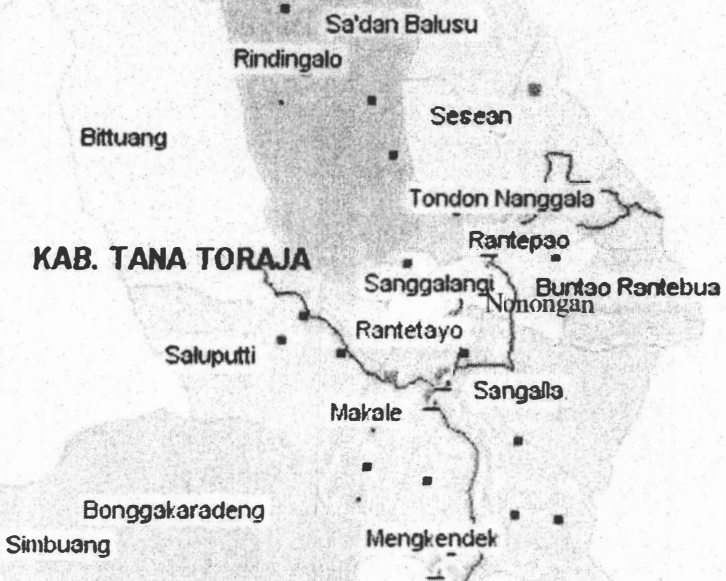 Sa'dan Balusu
Rindingalo
Sesean
Bittuang
Tondon Nanggala
Rantepao
KAB. TANA TORAJA
Sanggalangi
Buntao Rantebua
Nonongan
Rantetayo
Saluputti
Sangalla
Makale
Bonggakaradeng
Simbuang
Mengkendek